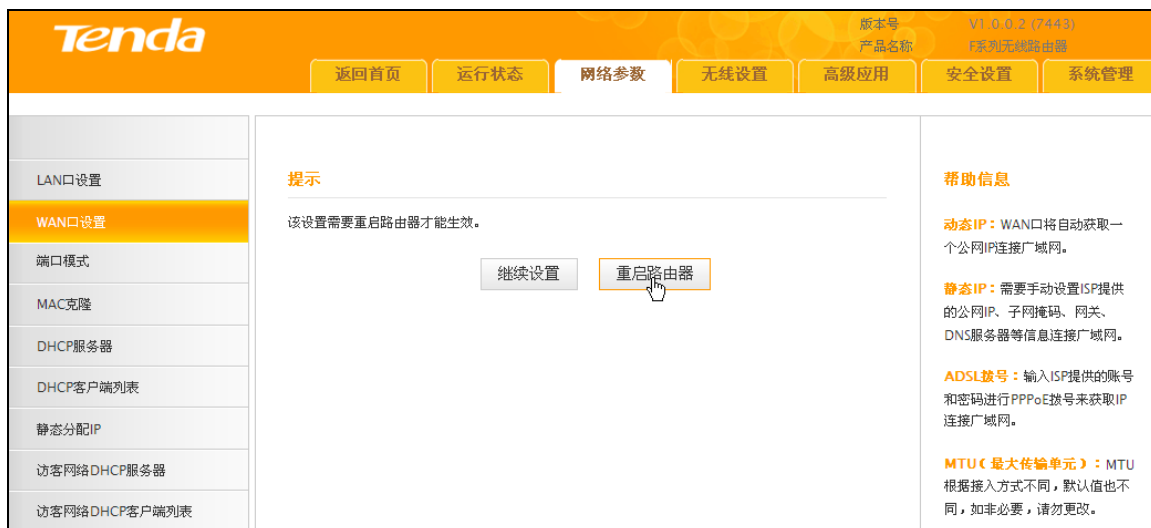 Tenda
版本号 V1.0.0.2 (7443)
产品名称 F系列无线路由器
返回首页 运行状态 网络参数 无线设置 高级应用 安全设置 系统管理
LAN口设置
WAN口设置
端口模式
MAC克隆
DHCP服务器
DHCP客户端列表
静态分配IP
访客网络DHCP服务器
访客网络DHCP客户端列表
提示
该设置需要重启路由器才能生效。
继续设置 重启路由器
帮助信息
动态IP：WAN口将自动获取一
个公网IP连接广域网。
静态IP：需要手动设置ISP提供
的公网IP、子网掩码、网关、
DNS服务器等信息连接广域网。
ADSL拨号：输入ISP提供的账号
和密码进行PPPoE拨号来获取IP
连接广域网。
MTU（最大传输单元）：MTU
根据接入方式不同，默认值也不
同，如非必要，请勿更改。